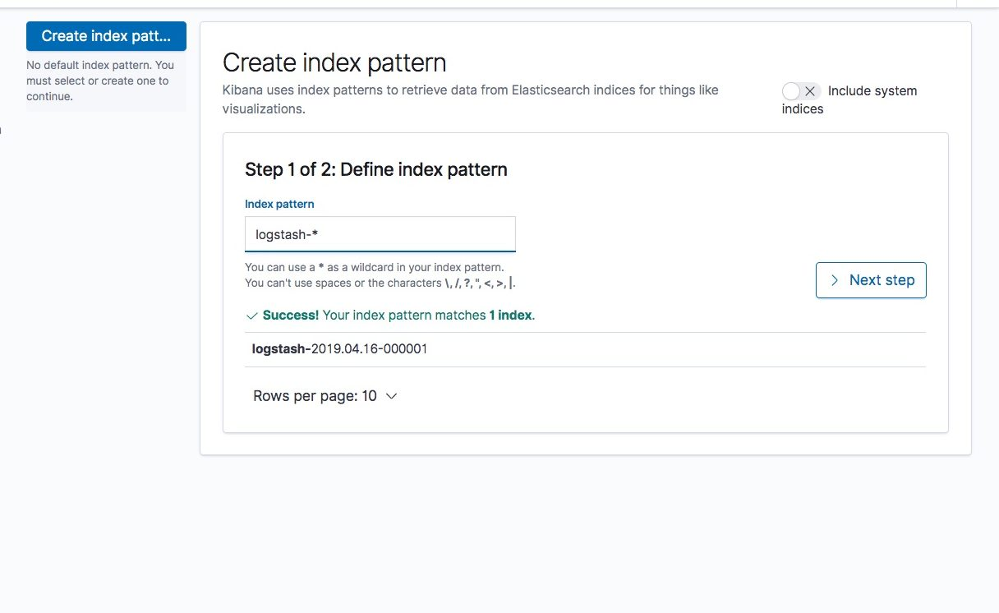 Create index patt...
No default index pattern. You
must select or create one to
continue.
Create index pattern
Kibana uses index patterns to retrieve data from Elasticsearch indices for things like
visualizations.
Include system
indices
Step 1 of 2: Define index pattern
Index pattern
logstash-*
You can use a * as a wildcard in your index pattern.
You can't use spaces or the characters \, /, ?, ", <, >, |.
Next step
Success! Your index pattern matches 1 index.
logstash-2019.04.16-000001
Rows per page: 10